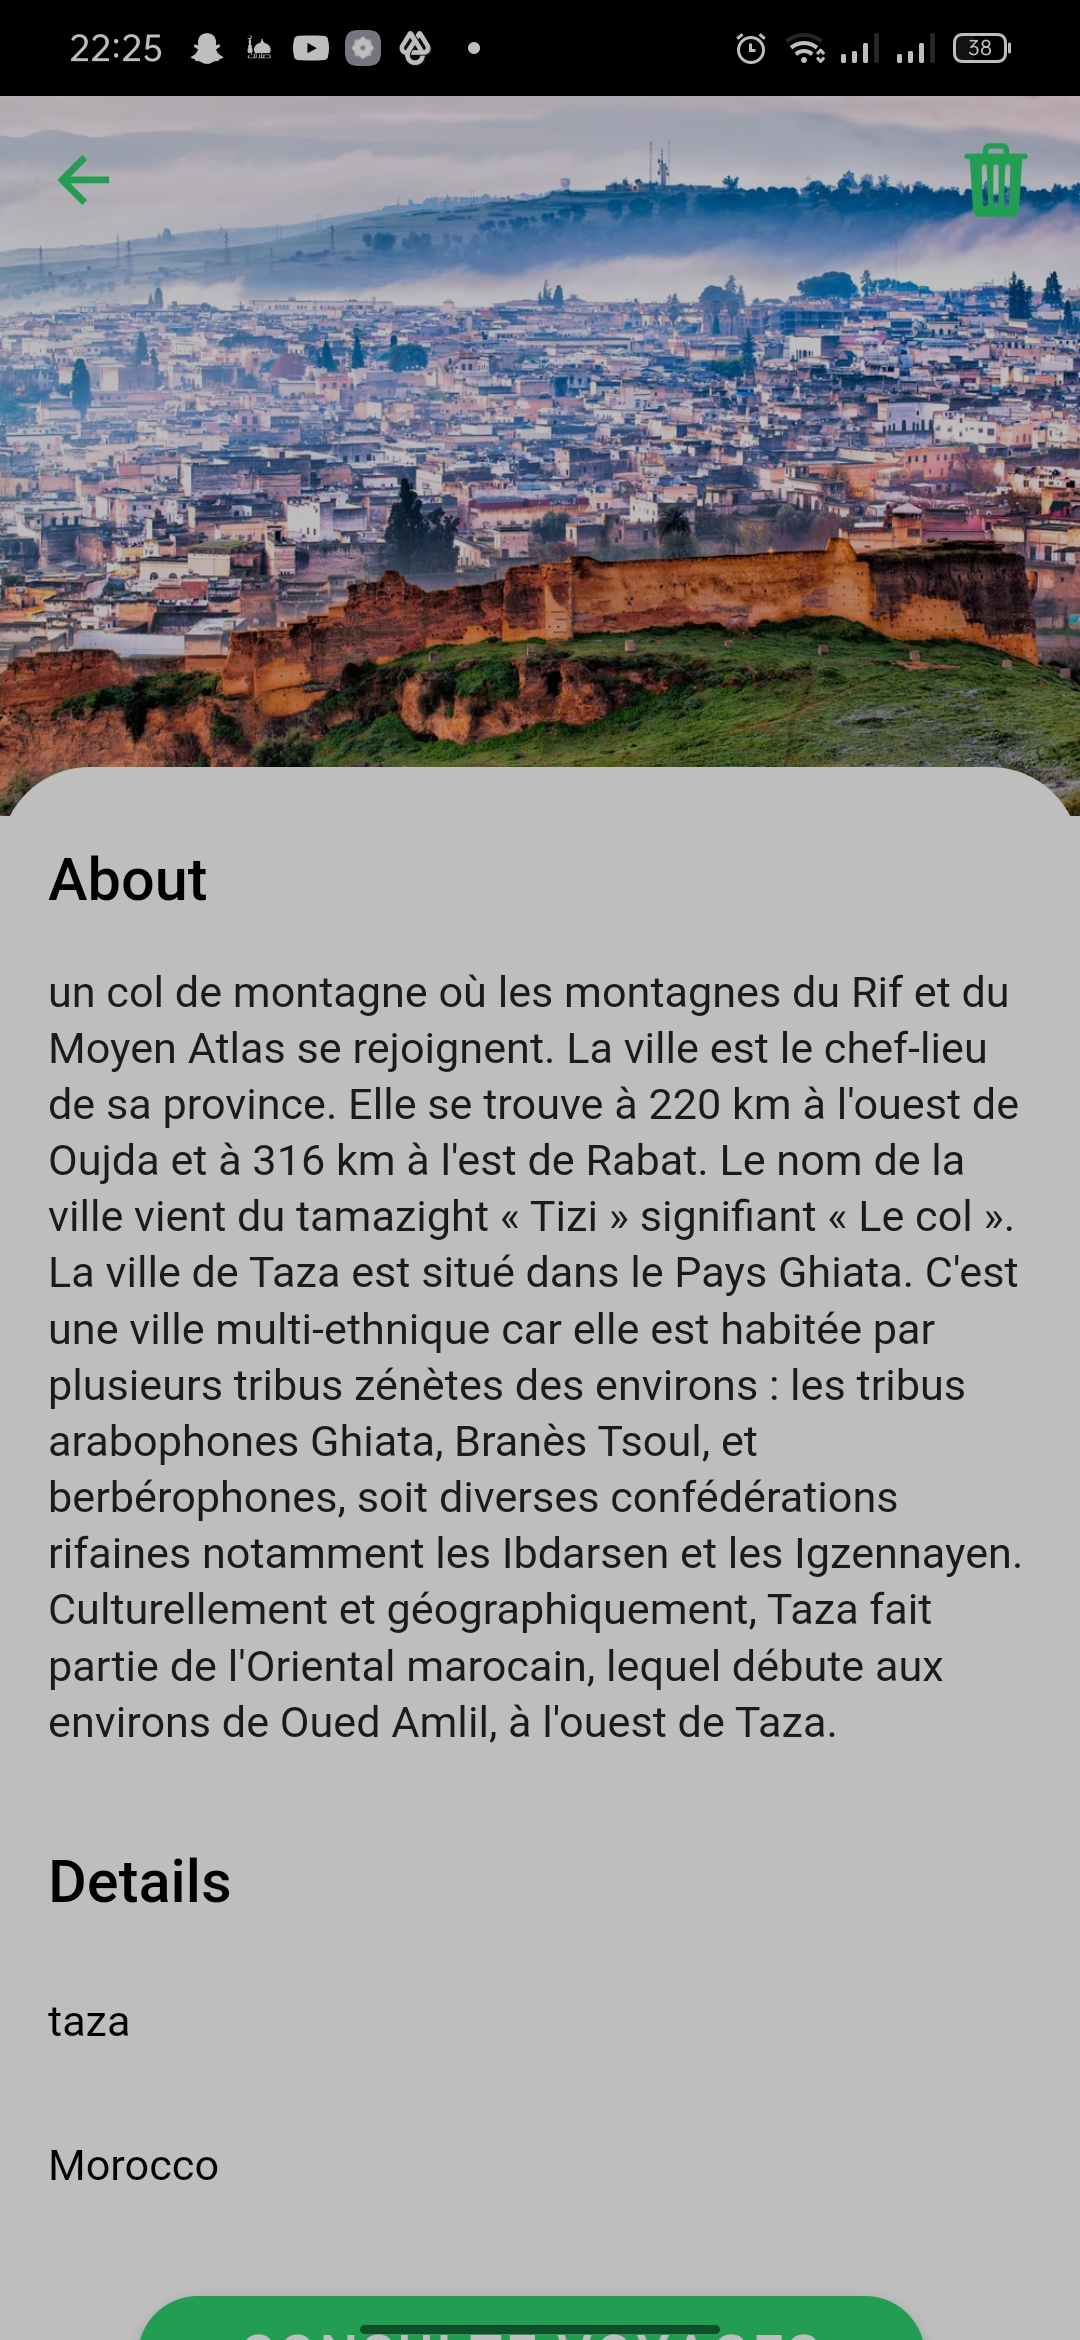 22:25
38
About
un col de montagne où les montagnes du Rif et du
Moyen Atlas se rejoignent. La ville est le chef-lieu
de sa province. Elle se trouve à 220 km à l'ouest de
Oujda et à 316 km à l'est de Rabat. Le nom de la
ville vient du tamazight « Tizi » signifiant « Le col ».
La ville de Taza est situé dans le Pays Ghiata. C'est
une ville multi-ethnique car elle est habitée par
plusieurs tribus zénètes des environs : les tribus
arabophones Ghiata, Branès Tsoul, et
berbérophones, soit diverses confédérations
rifaines notamment les Ibdarsen et les Igzennayen.
Culturellement et géographiquement, Taza fait
partie de l'Oriental marocain, lequel débute aux
environs de Oued Amlil, à l'ouest de Taza.
Details
taza
Morocco